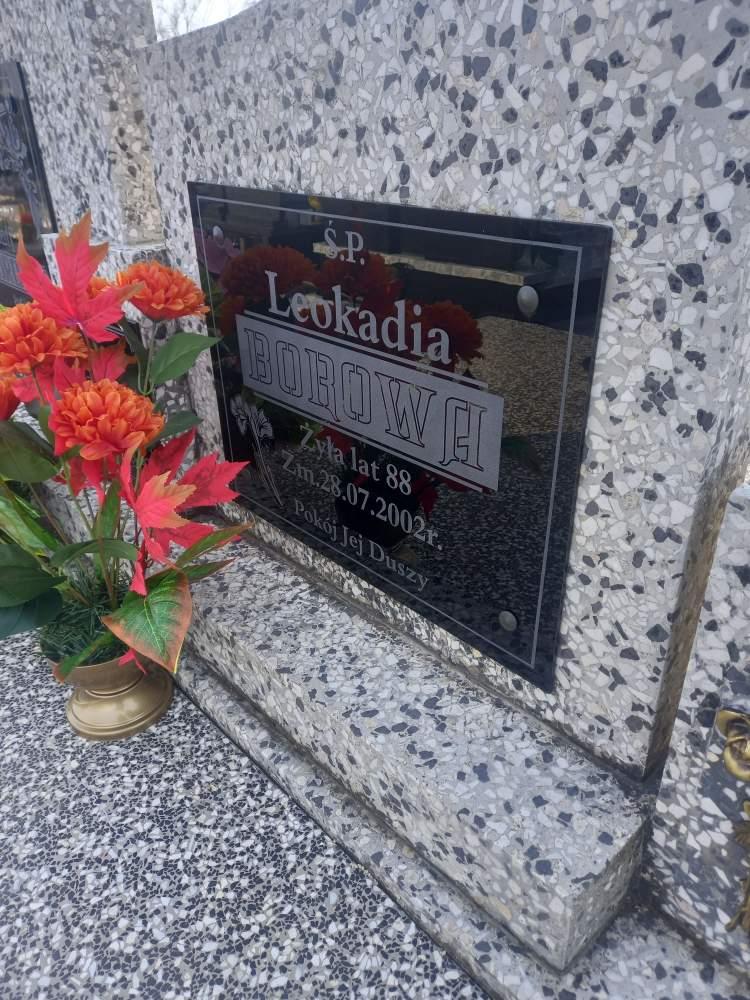 Ś.P.
Leokadia
BOROWA
Żyła lat 88
Zm.28.07.2002r.
Pokój Jej Duszy